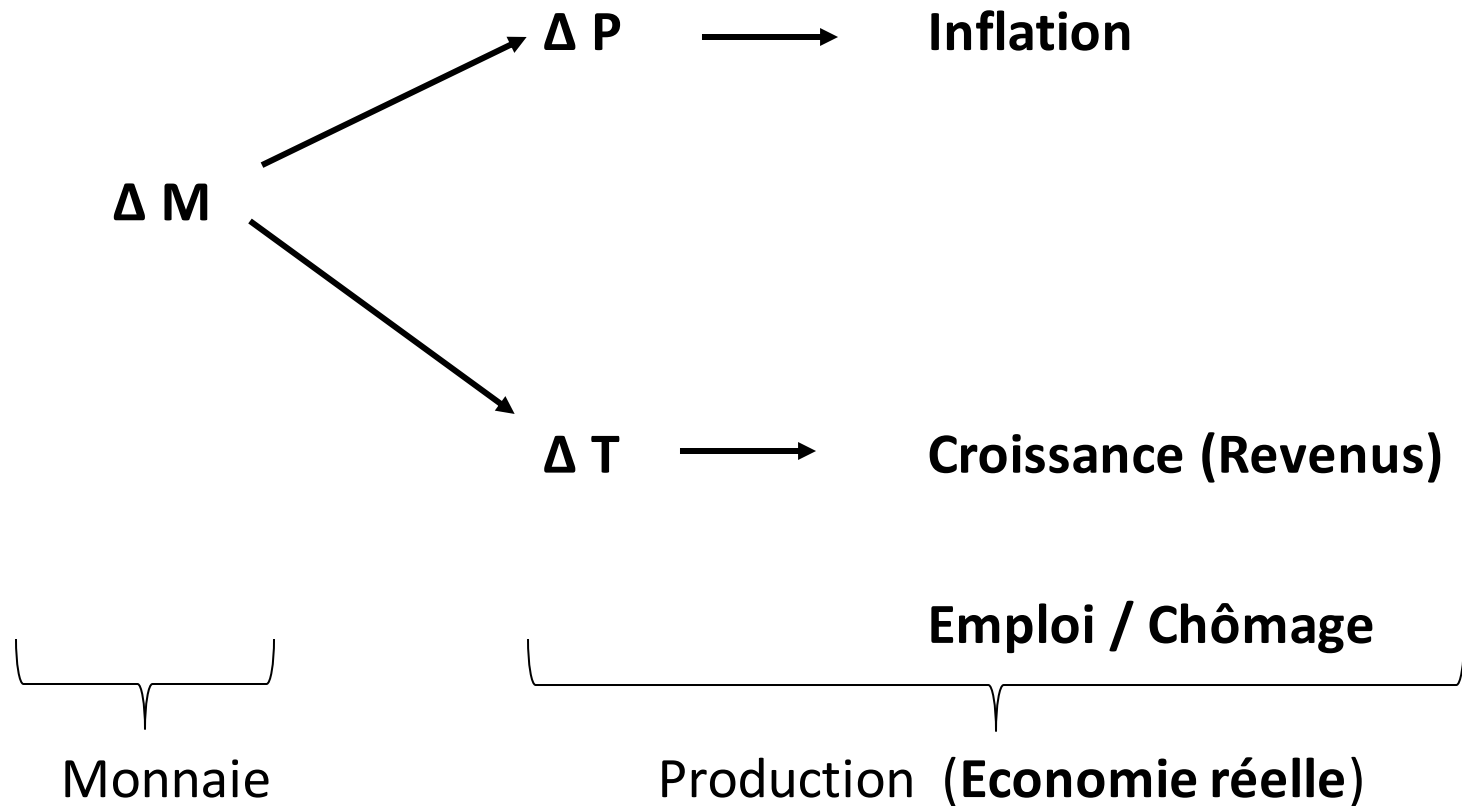 Δ P Inflation
Δ M
Δ T Croissance (Revenus)
Emploi / Chômage
Monnaie Production (Economie réelle)